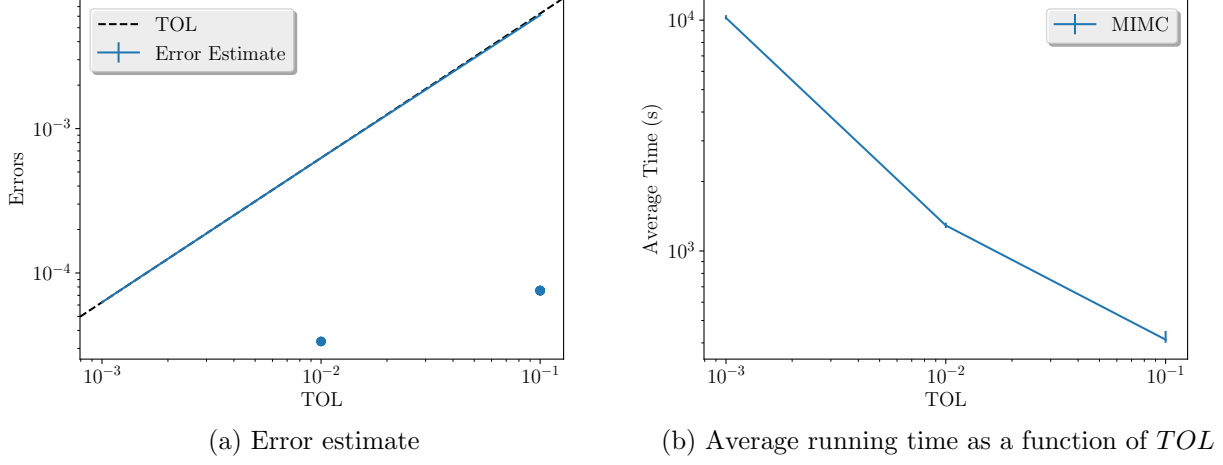 TOL
Error Estimate
Errors
10^{-3}
10^{-4}
10^{-3}
10^{-2}
10^{-1}
TOL
(a) Error estimate
MIMC
Average Time (s)
10^4
10^3
10^{-3}
10^{-2}
10^{-1}
TOL
(b) Average running time as a function of TOL